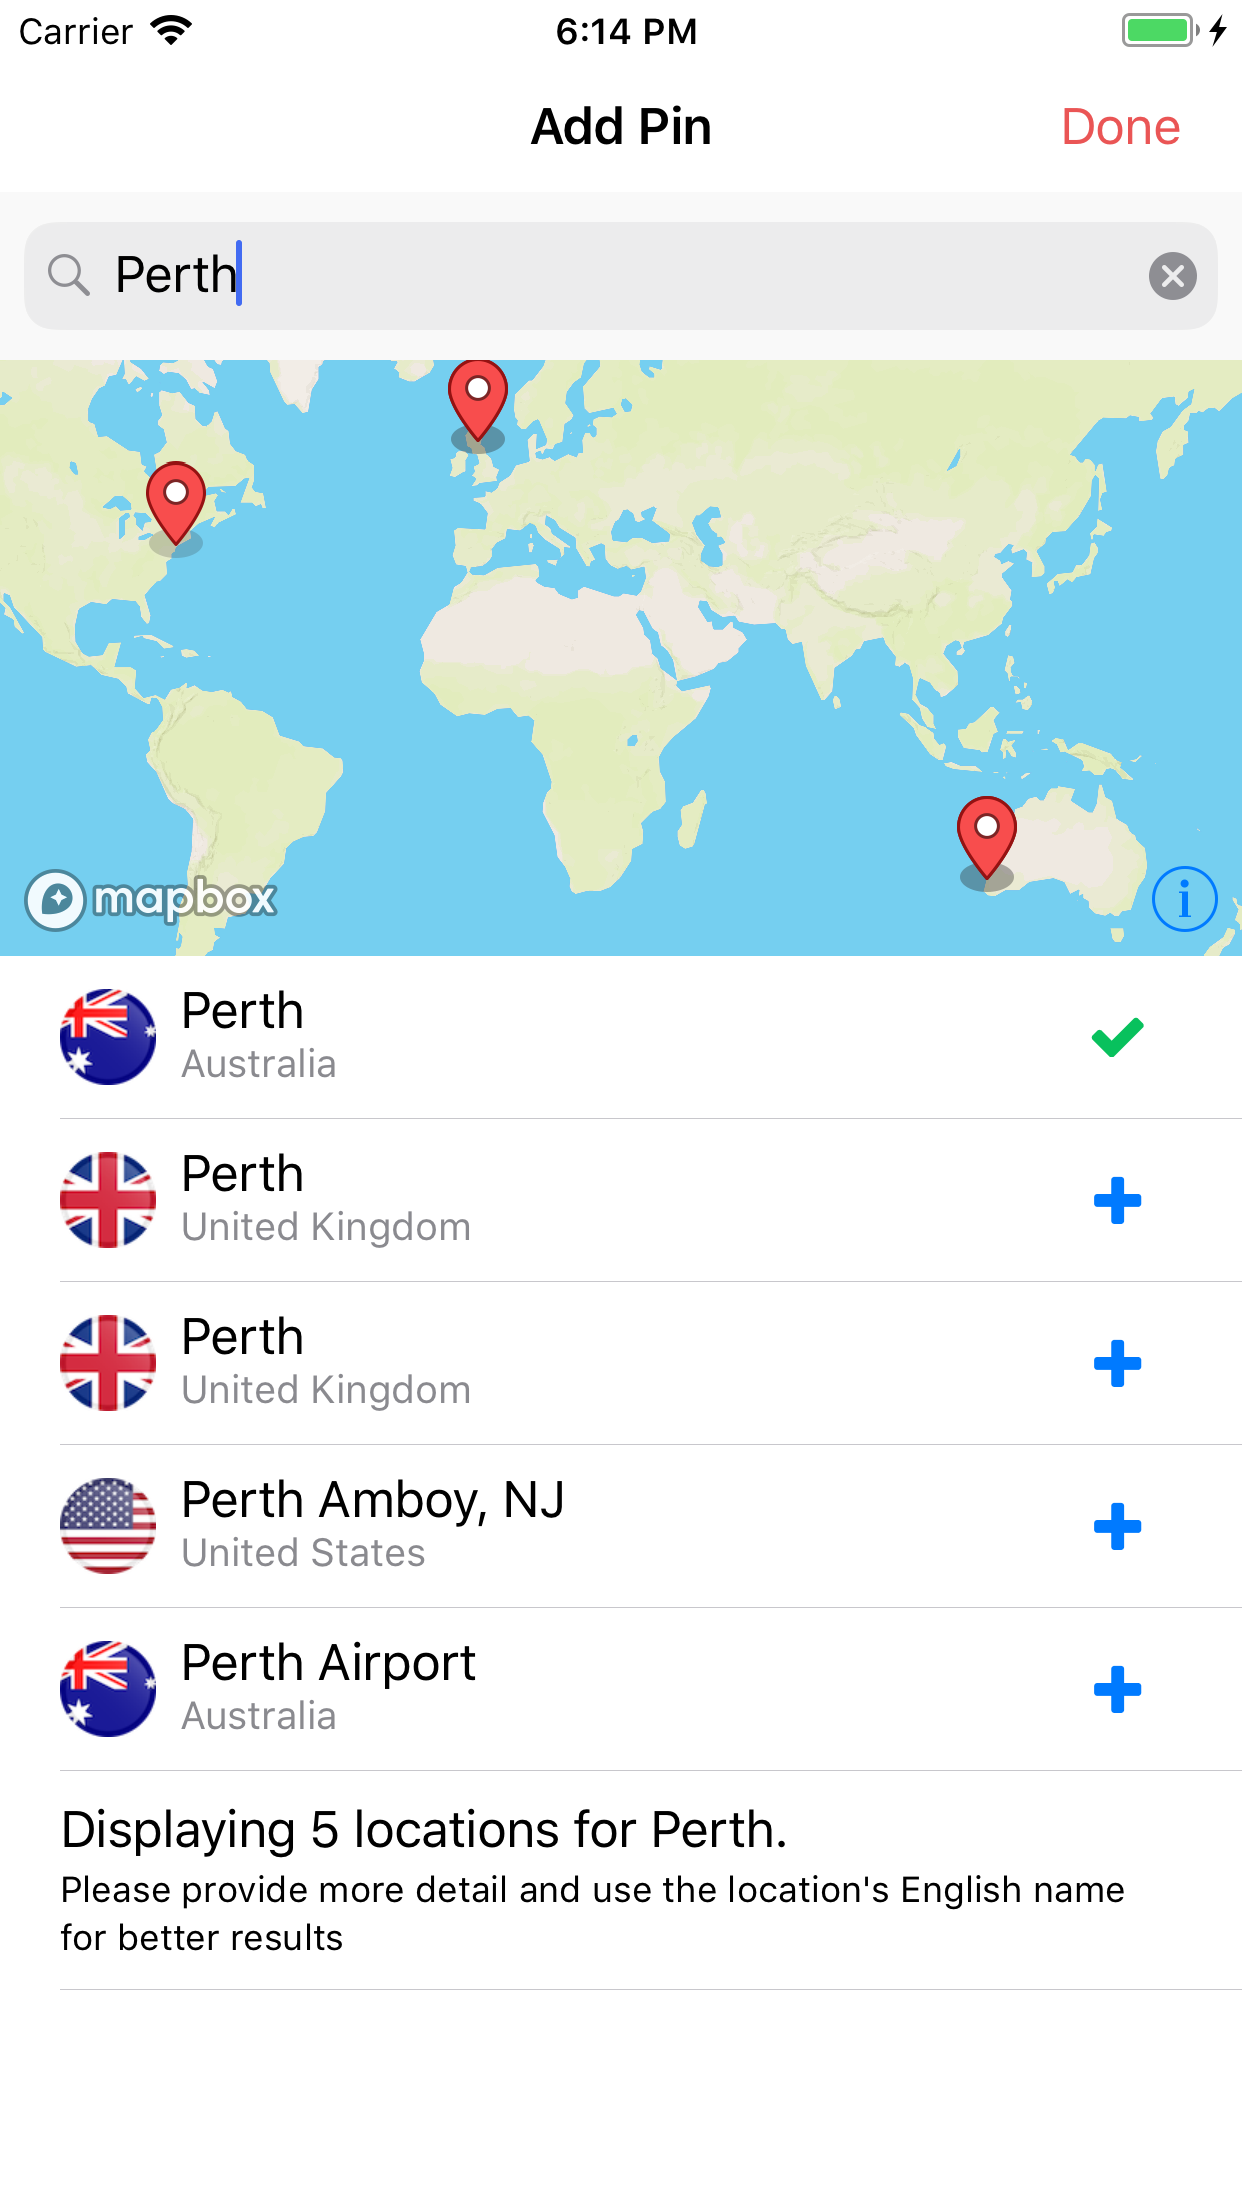 Carrier 6:14 PM
Add Pin Done
Perth
mapbox
i
Perth
Australia
Perth
United Kingdom
Perth
United Kingdom
Perth Amboy, NJ
United States
Perth Airport
Australia
Displaying 5 locations for Perth.
Please provide more detail and use the location's English name
for better results